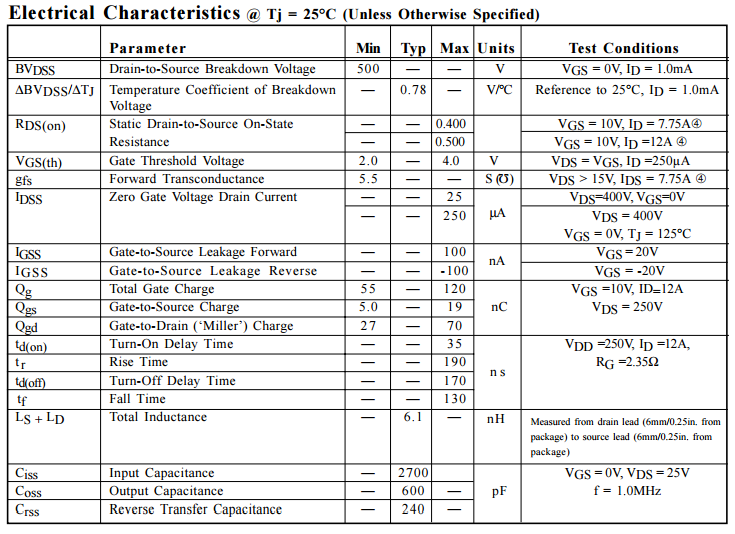 Electrical Characteristics @ Tj = 25°C (Unless Otherwise Specified)
Parameter Min Typ Max Units Test Conditions
BVDSS Drain-to-Source Breakdown Voltage 500 — — V VGS = 0V, ID = 1.0mA
ΔBVDSS/ΔTJ Temperature Coefficient of Breakdown — 0.78 — V/°C Reference to 25°C, ID = 1.0mA
Voltage
RDS(on) Static Drain-to-Source On-State — — 0.400 VGS = 10V, ID = 7.75A④
Resistance — — 0.500 VGS = 10V, ID =12A ④
VGS(th) Gate Threshold Voltage 2.0 — 4.0 V VDS = VGS, ID =250µA
gfs Forward Transconductance 5.5 — — S (℧) VDS > 15V, IDS = 7.75A ④
IDSS Zero Gate Voltage Drain Current — — 25 µA VDS=400V, VGS=0V
— — 250 VDS = 400V
VGS = 0V, TJ = 125°C
IGSS Gate-to-Source Leakage Forward — — 100 nA VGS = 20V
IGSS Gate-to-Source Leakage Reverse — — -100 VGS = -20V
Qg Total Gate Charge 55 — 120 nC VGS =10V, ID=12A
Qgs Gate-to-Source Charge 5.0 — 19 VDS = 250V
Qgd Gate-to-Drain (‘Miller’) Charge 27 — 70
td(on) Turn-On Delay Time — — 35 ns VDD =250V, ID =12A,
tr Rise Time — — 190 RG =2.35Ω
td(off) Turn-Off Delay Time — — 170
tf Fall Time — — 130
LS + LD Total Inductance — 6.1 — nH Measured from drain lead (6mm/0.25in. from
package) to source lead (6mm/0.25in. from
package)
Ciss Input Capacitance — 2700 pF VGS = 0V, VDS = 25V
Coss Output Capacitance — 600 — f = 1.0MHz
Crss Reverse Transfer Capacitance — 240 —